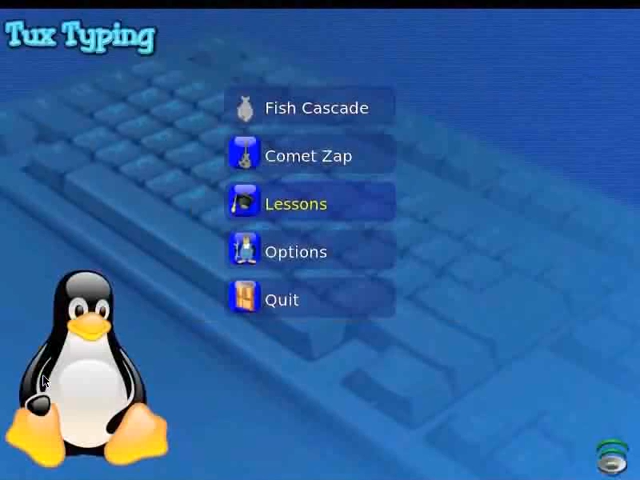 Tux Typing
Fish Cascade
Comet Zap
Lessons
Options
Quit